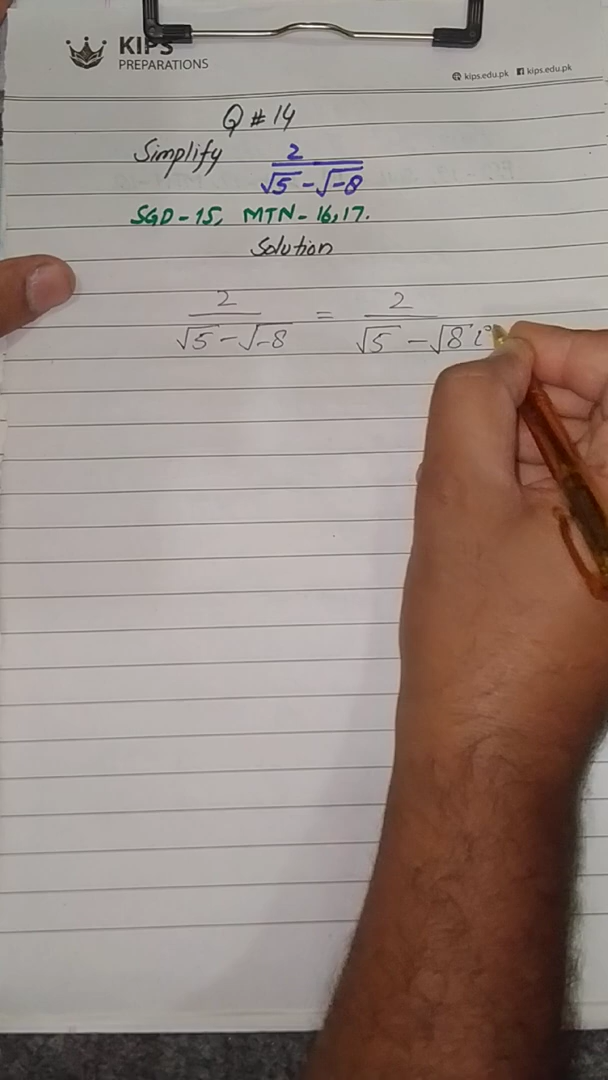 KIPS
PREPARATIONS
kips.edu.pk kips.edu.pk
Q # 14
Simplify 2/(√5 - √-8)
SGD - 15, MTN - 16, 17.
Solution
2/(√5 - √-8) = 2/(√5 - √8 i